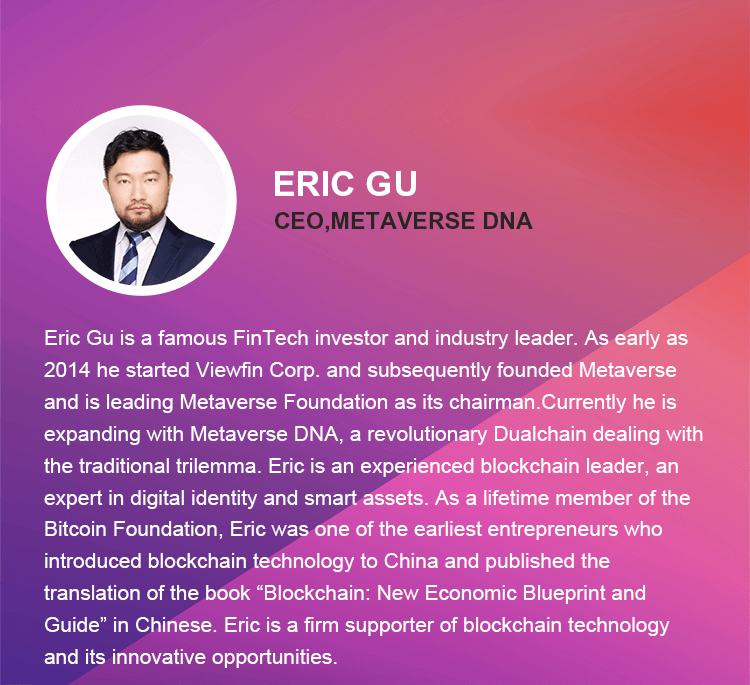 ERIC GU
CEO,METAVERSE DNA
Eric Gu is a famous FinTech investor and industry leader. As early as
2014 he started Viewfin Corp. and subsequently founded Metaverse
and is leading Metaverse Foundation as its chairman.Currently he is
expanding with Metaverse DNA, a revolutionary Dualchain dealing with
the traditional trilemma. Eric is an experienced blockchain leader, an
expert in digital identity and smart assets. As a lifetime member of the
Bitcoin Foundation, Eric was one of the earliest entrepreneurs who
introduced blockchain technology to China and published the
translation of the book “Blockchain: New Economic Blueprint and
Guide” in Chinese. Eric is a firm supporter of blockchain technology
and its innovative opportunities.